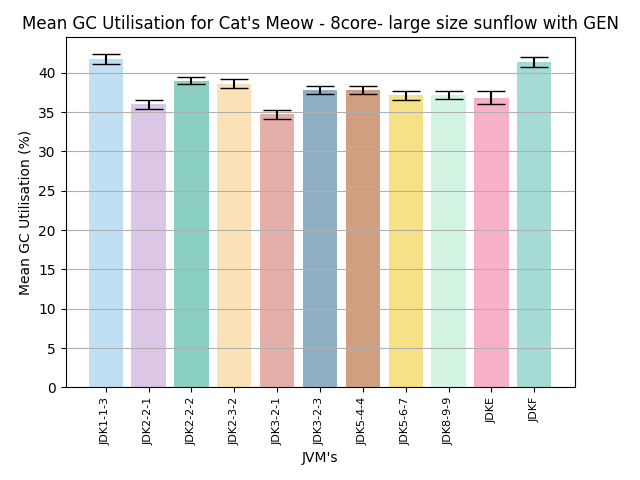 Mean GC Utilisation for Cat's Meow - 8core- large size sunflow with GEN
Mean GC Utilisation (%)
40
35
30
25
20
15
10
5
0
JDK1-1-3
JDK2-2-1
JDK2-2-2
JDK2-3-2
JDK3-2-1
JDK3-2-3
JDK5-4-4
JDK5-6-7
JDK8-9-9
JDKE
JDKF
JVM's